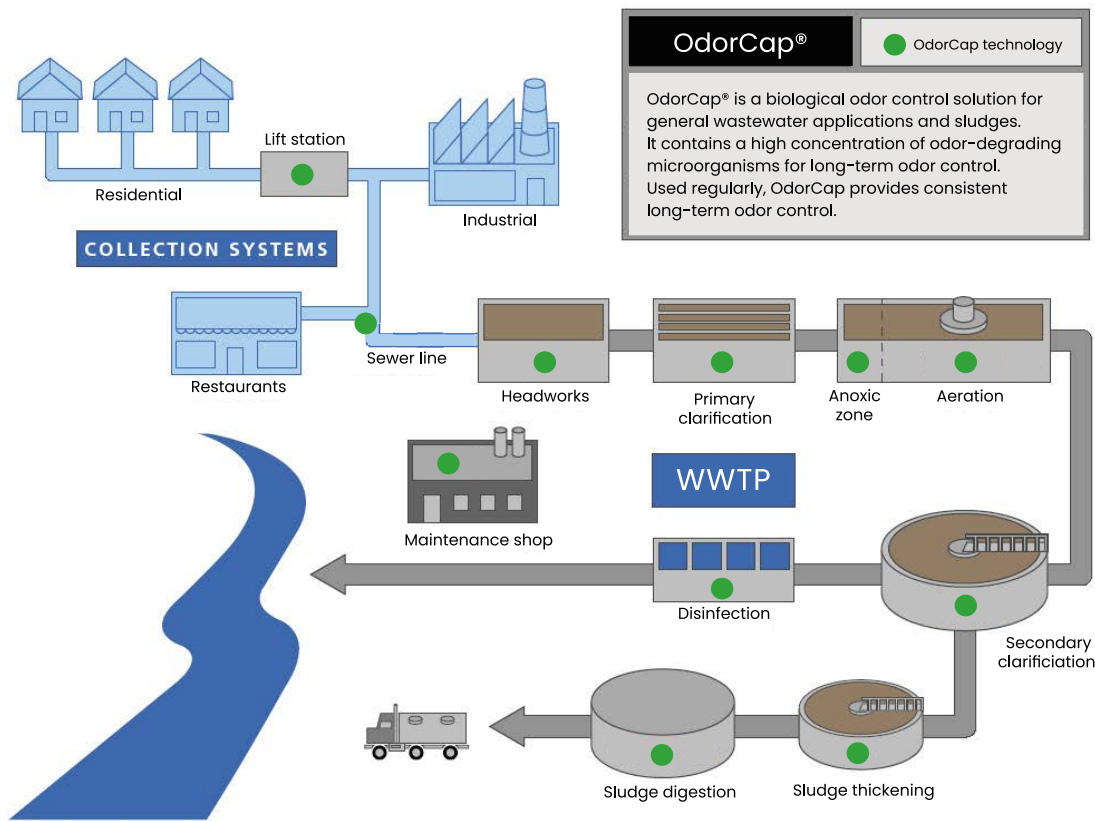 OdorCap®
OdorCap technology
OdorCap® is a biological odor control solution for
general wastewater applications and sludges.
It contains a high concentration of odor-degrading
microorganisms for long-term odor control.
Used regularly, OdorCap provides consistent
long-term odor control.
Lift station
Residential
Industrial
COLLECTION SYSTEMS
Restaurants
Sewer line
Headworks
Primary
clarification
Anoxic
zone
Aeration
Maintenance shop
WWTP
Disinfection
Secondary
clarificiation
Sludge digestion
Sludge thickening